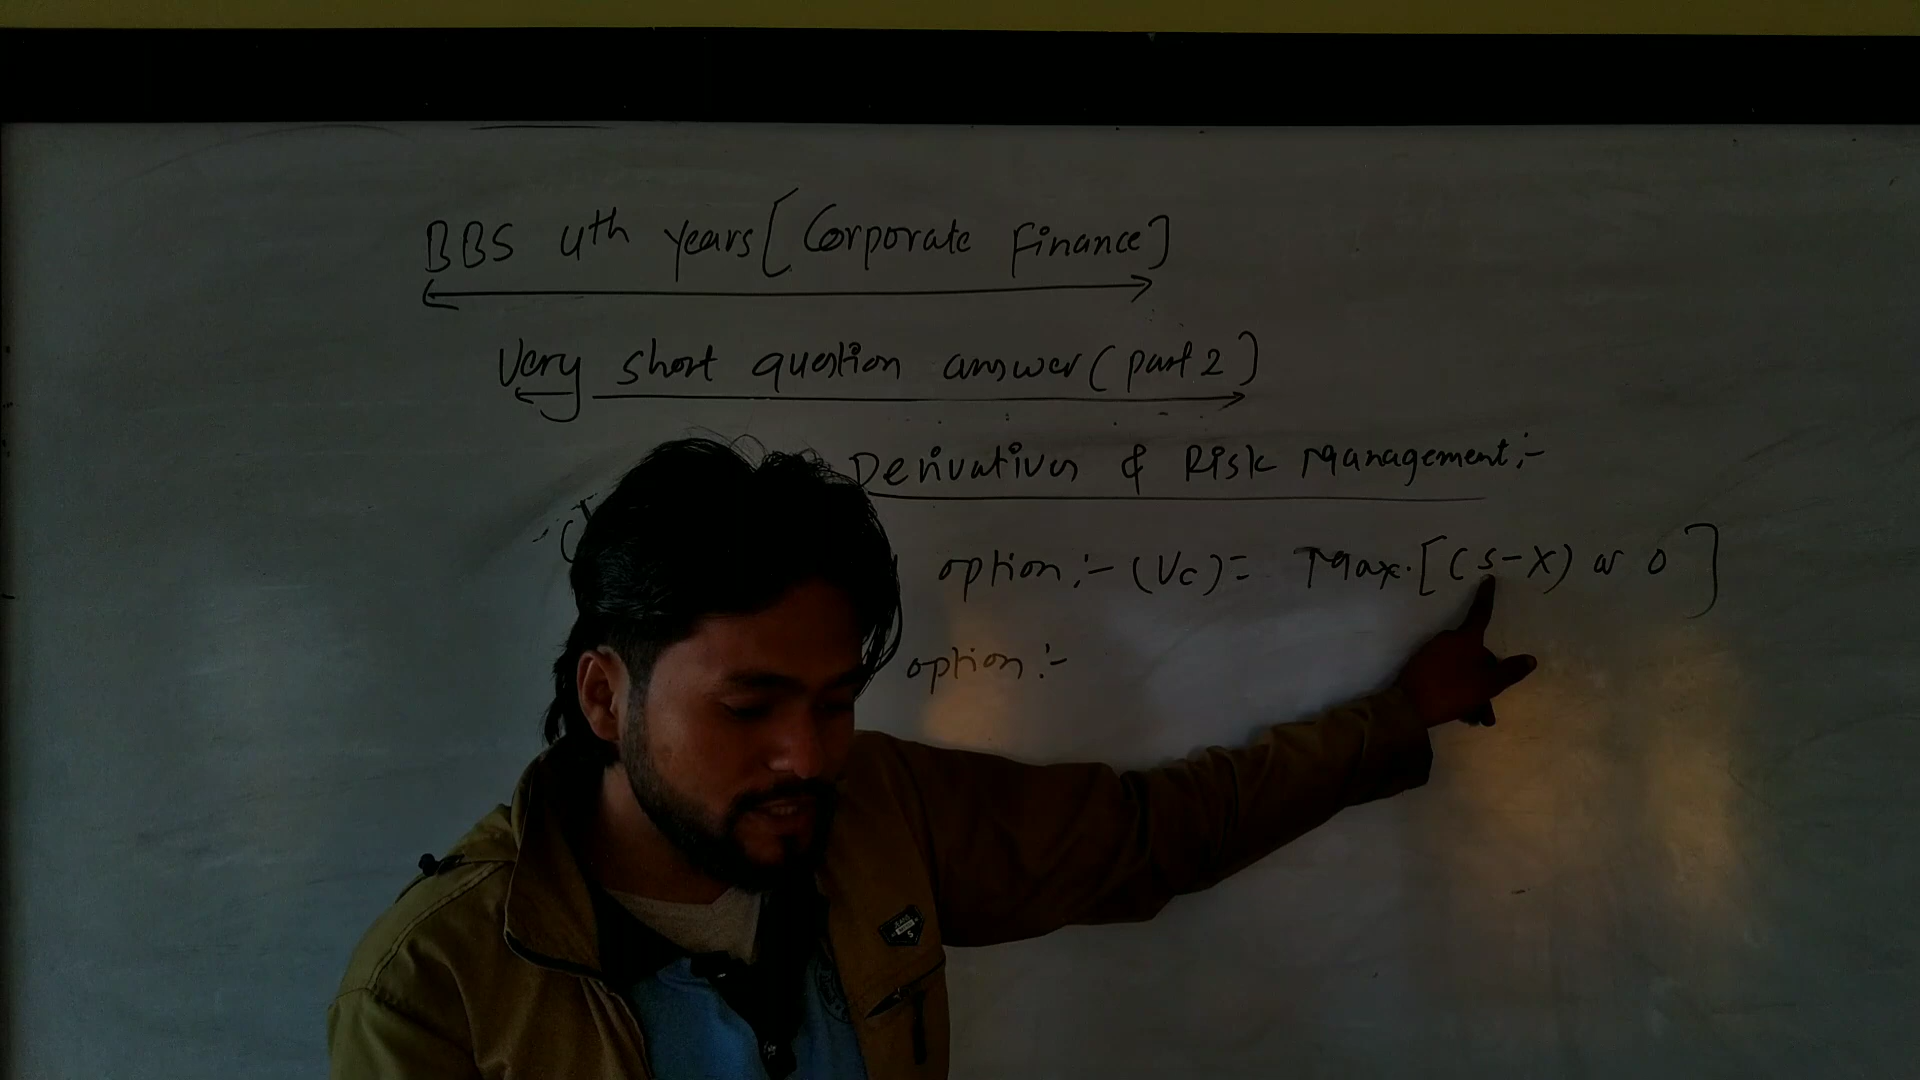 BBS 4th years [Corporate Finance]
Very short question answer (part 2)
Derivatives & Risk Management:-
option:- (Vc) = Max. [(S-X) or 0]
option:-